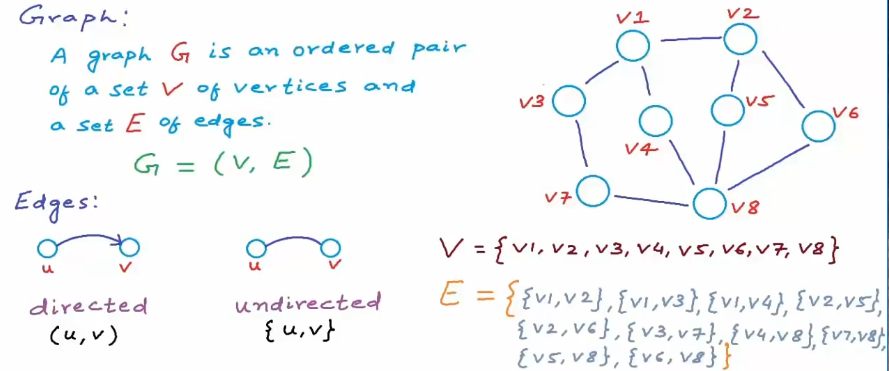 Graph:
A graph G is an ordered pair
of a set V of vertices and
a set E of edges.
G = (V, E)
Edges:
u v
directed
(u,v)
u v
undirected
{u,v}
v1 v2
v3 v4 v5 v6
v7 v8
V = {v1, v2, v3, v4, v5, v6, v7, v8}
E = {{v1,v2},{v1,v3},{v1,v4},{v2,v5},
{v2,v6},{v3,v7},{v4,v8},{v7,v8},
{v5,v8},{v6,v8}}